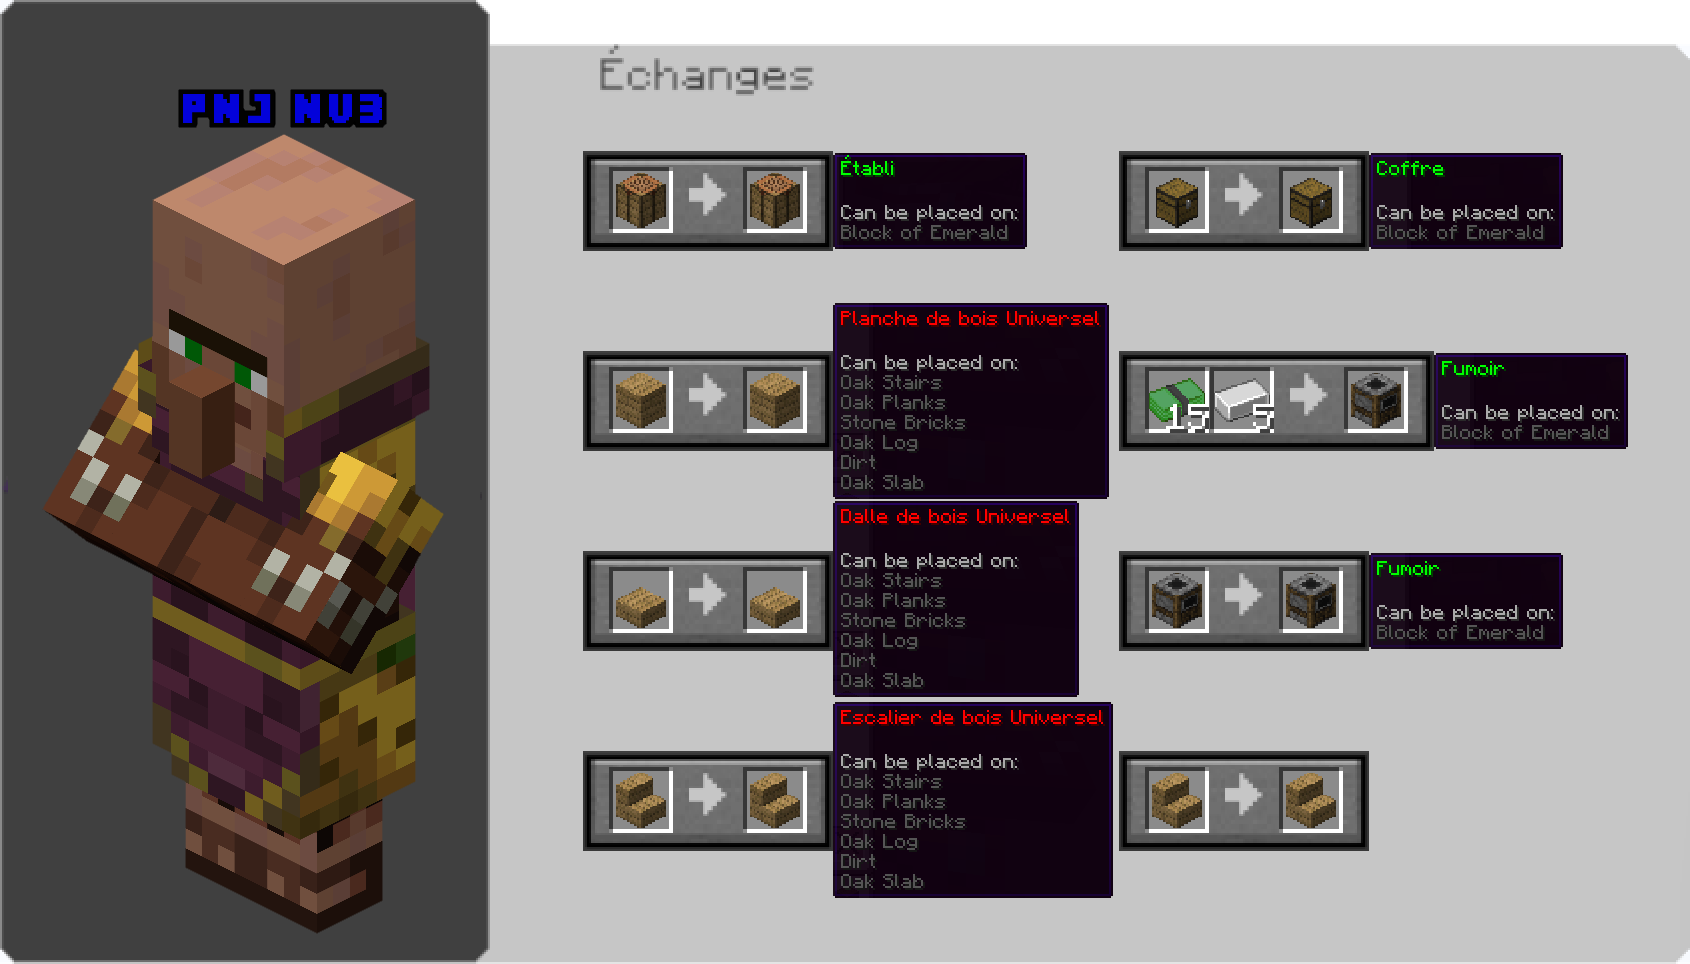 PNJ NV3
Échanges
Établi
Can be placed on:
Block of Emerald
Coffre
Can be placed on:
Block of Emerald
Planche de bois Universel
Can be placed on:
Oak Stairs
Oak Planks
Stone Bricks
Oak Log
Dirt
Oak Slab
15 5
Fumoir
Can be placed on:
Block of Emerald
Dalle de bois Universel
Can be placed on:
Oak Stairs
Oak Planks
Stone Bricks
Oak Log
Dirt
Oak Slab
Fumoir
Can be placed on:
Block of Emerald
Escalier de bois Universel
Can be placed on:
Oak Stairs
Oak Planks
Stone Bricks
Oak Log
Dirt
Oak Slab